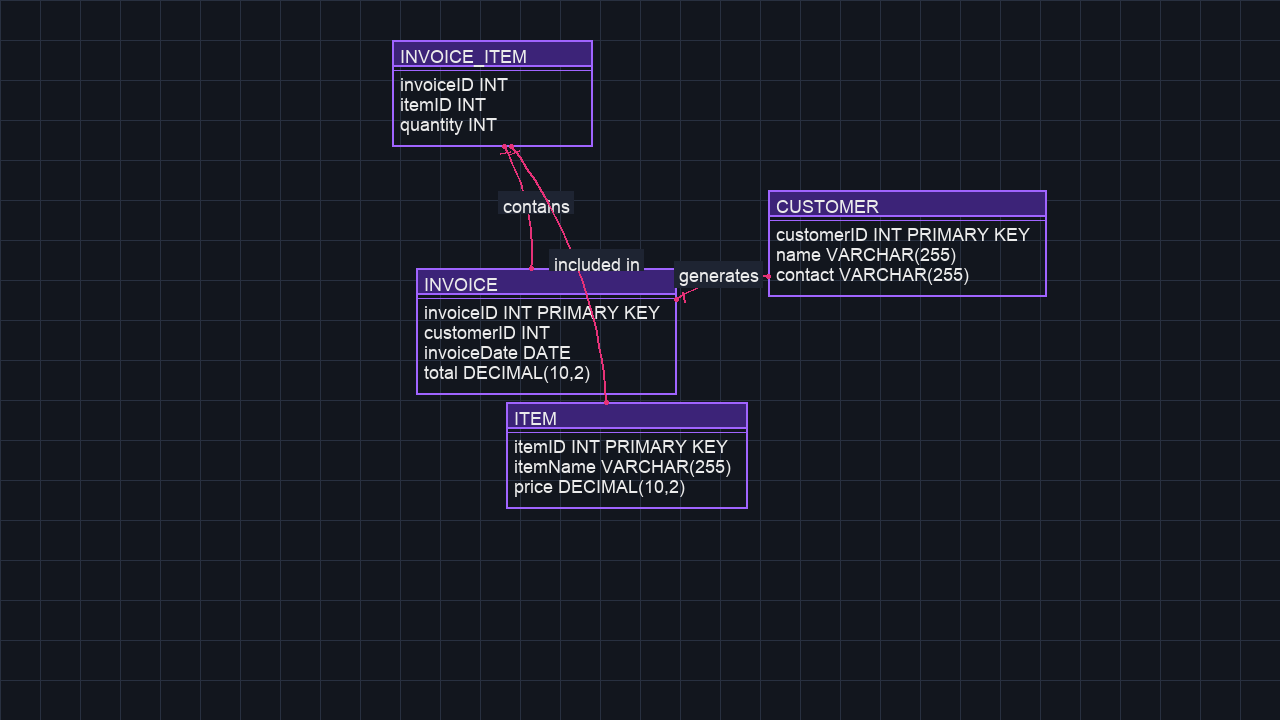 INVOICE_ITEM
invoiceID INT
itemID INT
quantity INT
contains
included in
generates
CUSTOMER
customerID INT PRIMARY KEY
name VARCHAR(255)
contact VARCHAR(255)
INVOICE
invoiceID INT PRIMARY KEY
customerID INT
invoiceDate DATE
total DECIMAL(10,2)
ITEM
itemID INT PRIMARY KEY
itemName VARCHAR(255)
price DECIMAL(10,2)